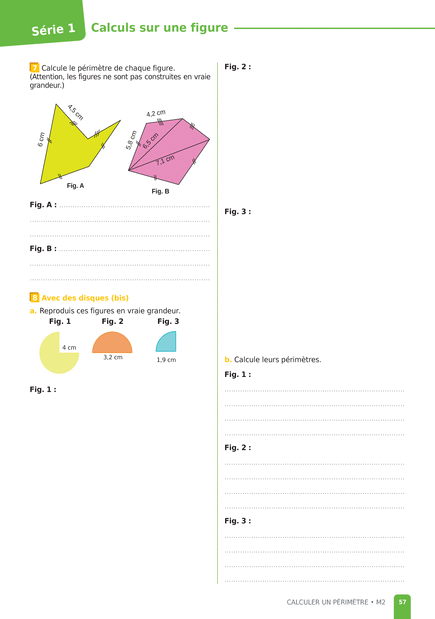 Série 1
Calculs sur une figure
7 Calcule le périmètre de chaque figure.
(Attention, les figures ne sont pas construites en vraie
grandeur.)
4,5 cm
6 cm
Fig. A
4,2 cm
5,8 cm
6,5 cm
7,1 cm
Fig. B
Fig. A :
Fig. B :
8 Avec des disques (bis)
a. Reproduis ces figures en vraie grandeur.
Fig. 1 Fig. 2 Fig. 3
4 cm
3,2 cm
1,9 cm
Fig. 1 :
Fig. 2 :
Fig. 3 :
b. Calcule leurs périmètres.
Fig. 1 :
Fig. 2 :
Fig. 3 :
CALCULER UN PÉRIMÈTRE • M2 57